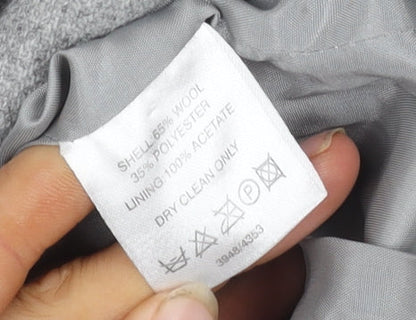 SHELL 65% WOOL
35% POLYESTER
LINING 100% ACETATE
DRY CLEAN ONLY
P
3948/4353